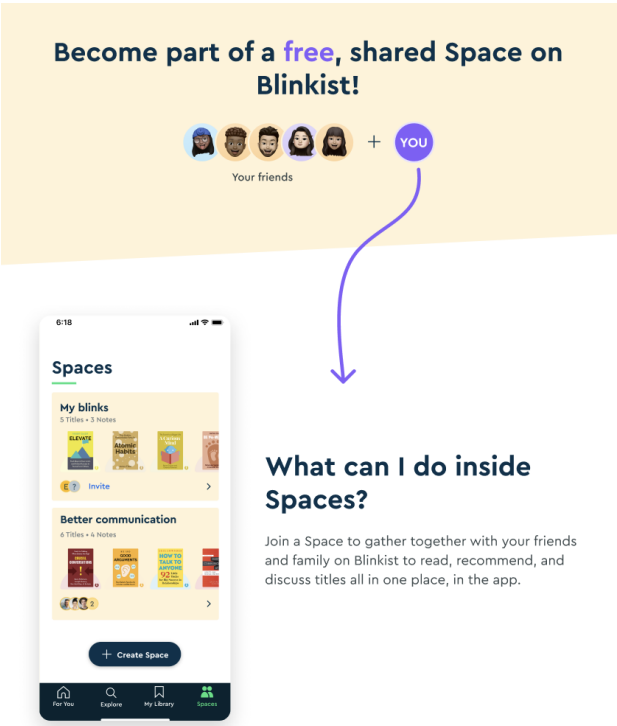 Become part of a free, shared Space on
Blinkist!
+
YOU
Your friends
6:18
Spaces
My blinks
5 Titles • 3 Notes
ELEVATE
Atomic
Habits
E ?
Invite
Better communication
6 Titles • 4 Notes
GOOD
ARGUMENTS
HOW TO
TALK TO
ANYONE
92
2
+ Create Space
For You
Explore
My Library
Spaces
What can I do inside
Spaces?
Join a Space to gather together with your friends
and family on Blinkist to read, recommend, and
discuss titles all in one place, in the app.